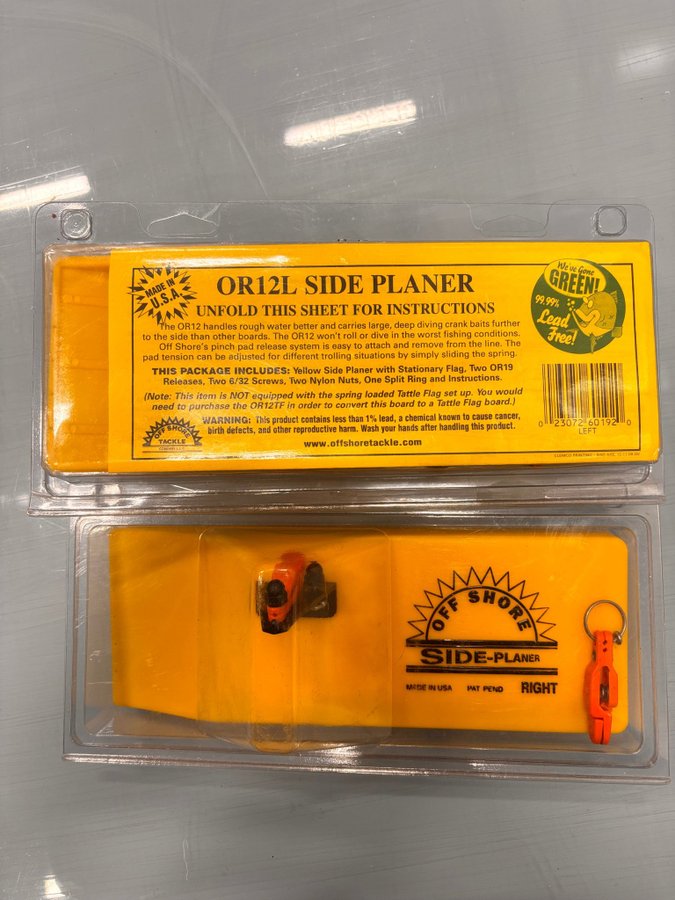 MADE IN U.S.A.
OR12L SIDE PLANER
UNFOLD THIS SHEET FOR INSTRUCTIONS
The OR12 handles rough water better and carries large, deep diving crank baits further
to the side than other boards. The OR12 won't roll or dive in the worst fishing conditions.
Off Shore's pinch pad release system is easy to attach and remove from the line. The
pad tension can be adjusted for different trolling situations by simply sliding the spring.
THIS PACKAGE INCLUDES: Yellow Side Planer with Stationary Flag, Two OR19
Releases, Two 6/32 Screws, Two Nylon Nuts, One Split Ring and Instructions.
(Note: This item is NOT equipped with the spring loaded Tattle Flag set up. You would
need to purchase the OR12TF in order to convert this board to a Tattle Flag board.)
WARNING: This product contains less than 1% lead, a chemical known to cause cancer,
birth defects, and other reproductive harm. Wash your hands after handling this product.
www.offshoretackle.com
OFF SHORE
TACKLE
We've Gone
GREEN!
99.99%
Lead
Free!
0 23072 60192 0
LEFT
OFF SHORE
SIDE-PLANER
MADE IN USA PAT PEND RIGHT